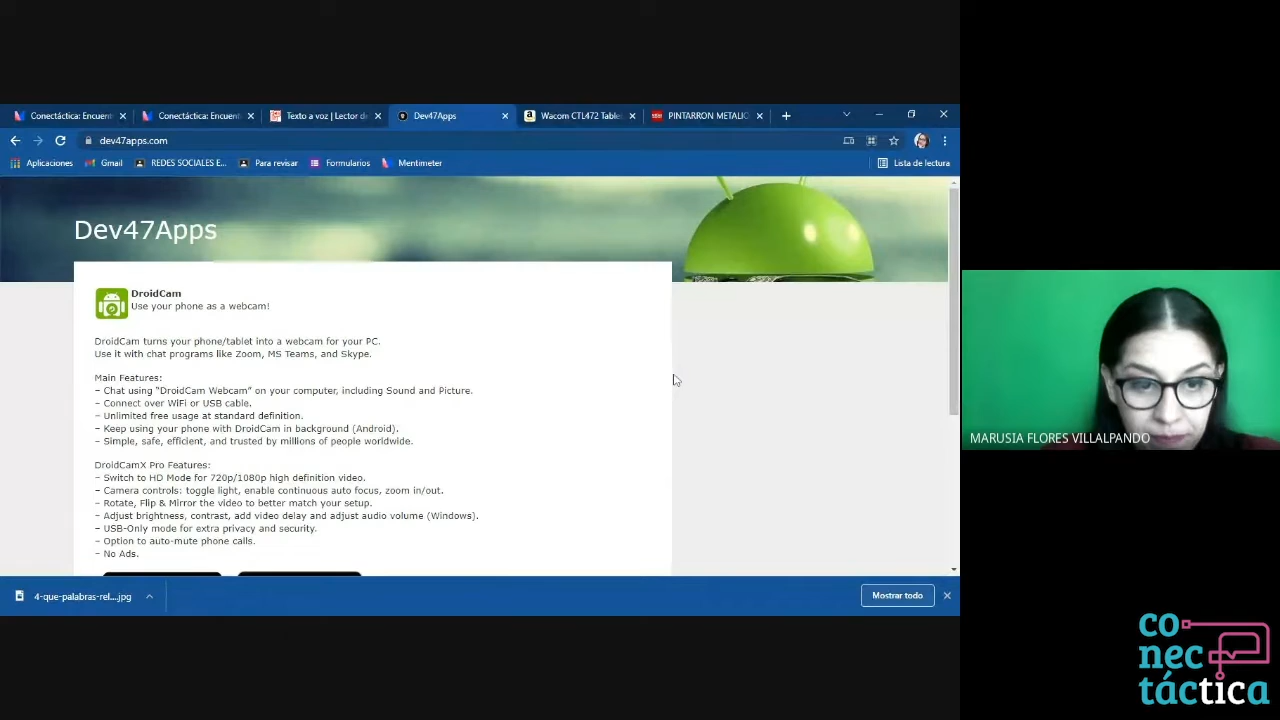 Conectáctica: Encuent
Conectáctica: Encuent
Texto a voz | Lector de
Dev47Apps
Wacom CTL472 Table
PINTARRON METALIC
dev47apps.com
Aplicaciones
Gmail
REDES SOCIALES E...
Para revisar
Formularios
Mentimeter
Lista de lectura
Dev47Apps
DroidCam
Use your phone as a webcam!
DroidCam turns your phone/tablet into a webcam for your PC.
Use it with chat programs like Zoom, MS Teams, and Skype.
Main Features:
– Chat using “DroidCam Webcam” on your computer, including Sound and Picture.
– Connect over WiFi or USB cable.
– Unlimited free usage at standard definition.
– Keep using your phone with DroidCam in background (Android).
– Simple, safe, efficient, and trusted by millions of people worldwide.
DroidCamX Pro Features:
– Switch to HD Mode for 720p/1080p high definition video.
– Camera controls: toggle light, enable continuous auto focus, zoom in/out.
– Rotate, Flip & Mirror the video to better match your setup.
– Adjust brightness, contrast, add video delay and adjust audio volume (Windows).
– USB-Only mode for extra privacy and security.
– Option to auto-mute phone calls.
– No Ads.
4-que-palabras-rel....jpg
Mostrar todo
MARUSIA FLORES VILLALPANDO
co
nec
táctica